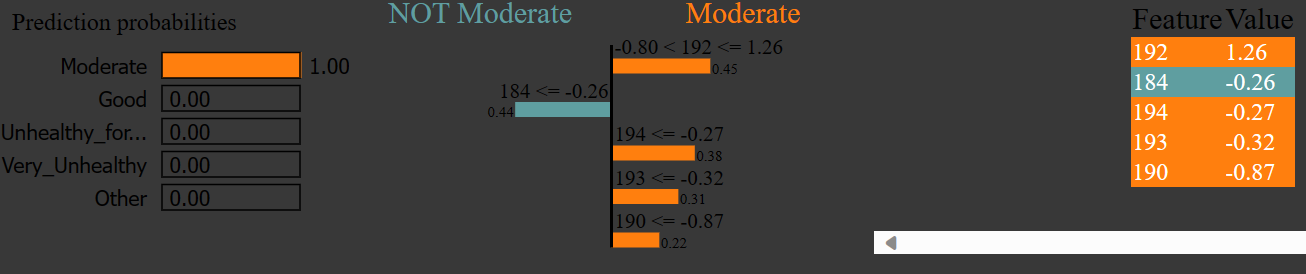 Prediction probabilities
Moderate 1.00
Good 0.00
Unhealthy_for... 0.00
Very_Unhealthy 0.00
Other 0.00
NOT Moderate Moderate
-0.80 < 192 <= 1.26
0.45
184 <= -0.26
0.44
194 <= -0.27
0.38
193 <= -0.32
0.31
190 <= -0.87
0.22
Feature Value
192 1.26
184 -0.26
194 -0.27
193 -0.32
190 -0.87